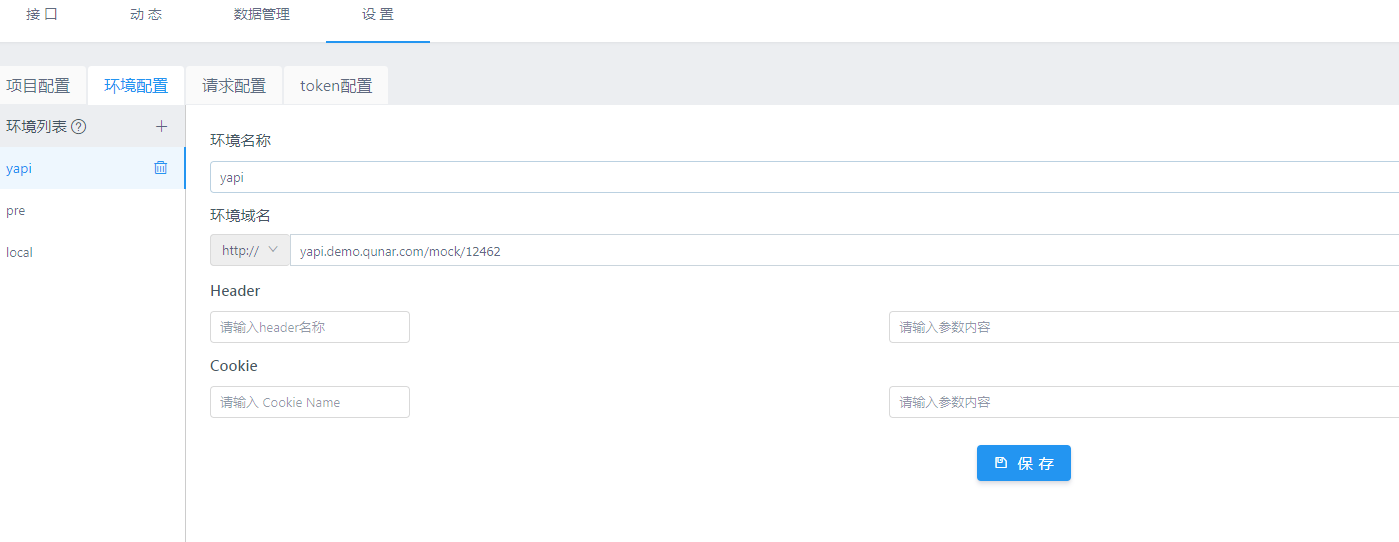 接 口 动 态 数据管理 设 置
项目配置 环境配置 请求配置 token配置
环境列表 ? +
yapi
pre
local
环境名称
yapi
环境域名
http:// yapi.demo.qunar.com/mock/12462
Header
请输入header名称 请输入参数内容
Cookie
请输入 Cookie Name 请输入参数内容
保 存